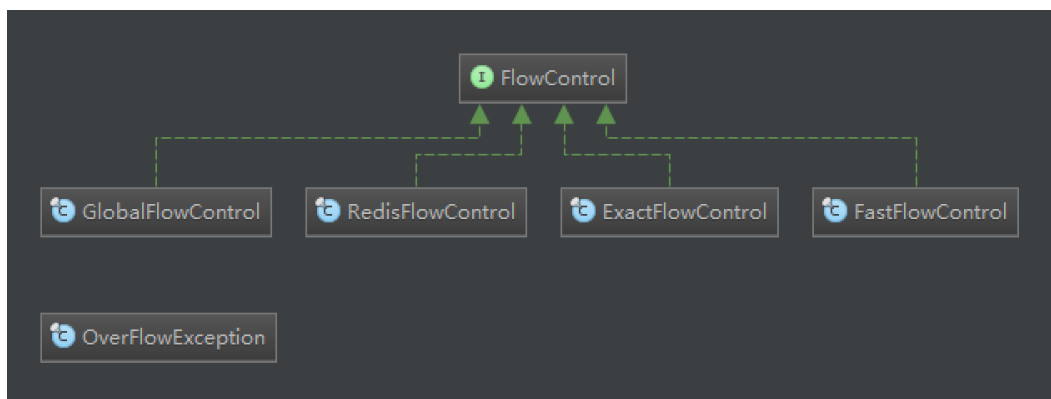 I FlowControl
C GlobalFlowControl
C RedisFlowControl
C ExactFlowControl
C FastFlowControl
C OverFlowException